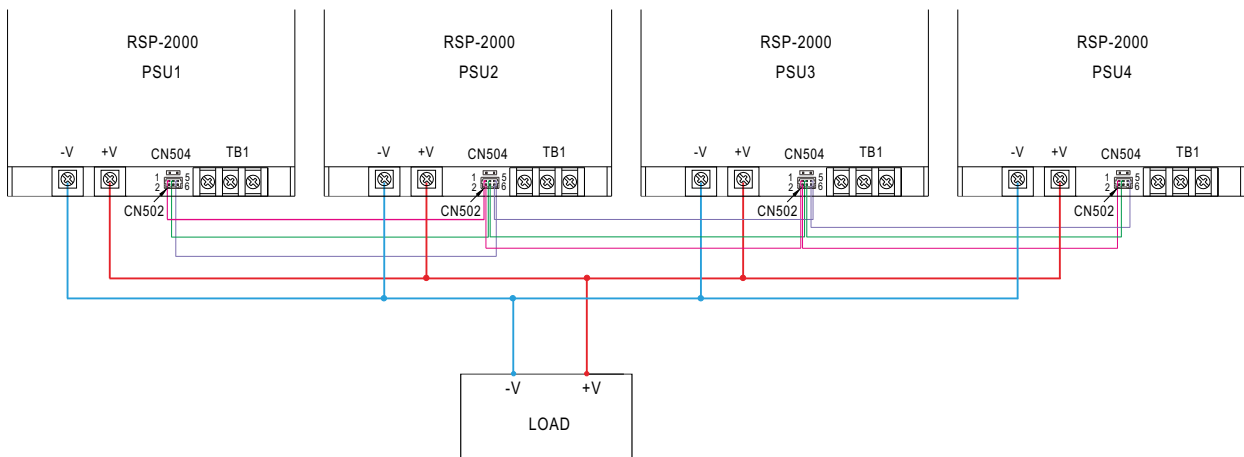 RSP-2000
PSU1
-V
+V
CN504
TB1
1
5
2
6
CN502
RSP-2000
PSU2
-V
+V
CN504
TB1
1
5
2
6
CN502
RSP-2000
PSU3
-V
+V
CN504
TB1
1
5
2
6
CN502
RSP-2000
PSU4
-V
+V
CN504
TB1
1
5
2
6
CN502
-V
+V
LOAD